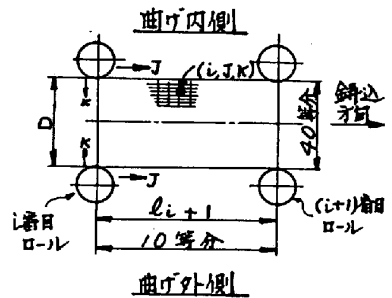 曲げ内側
J
(i,J,K)
K
D
40等分
鋳込
方向
K
J
i番目
ロール
li+1
10等分
(i+1)番目
ロール
曲げ外側